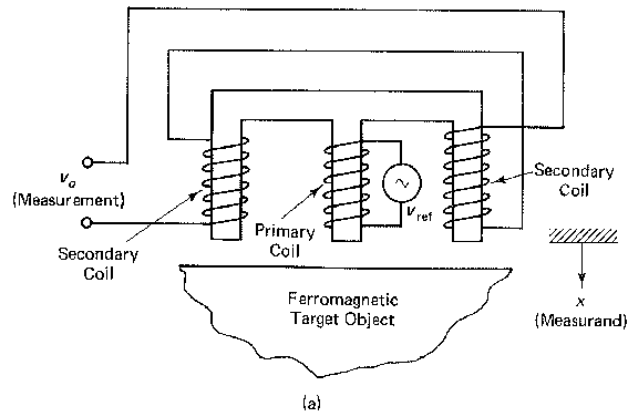 v_o
(Measurement)
Secondary
Coil
Primary
Coil
v_ref
Secondary
Coil
x
(Measurand)
Ferromagnetic
Target Object
(a)